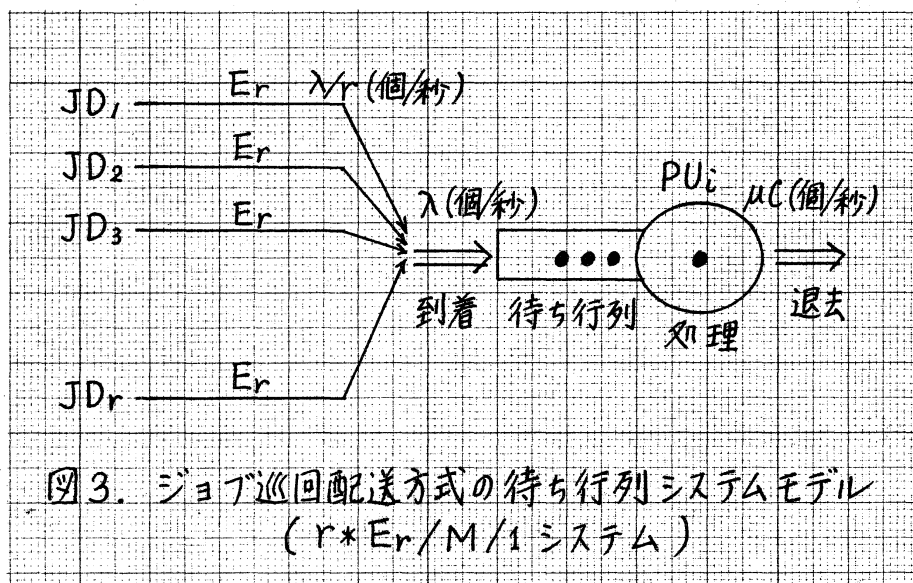 JD₁ Er λ/r (個/秒)
JD₂ Er
JD₃ Er
JDr Er
λ(個/秒)
到着
待ち行列
PUi
処理
μC(個/秒)
退去
図3. ジョブ巡回配送方式の待ち行列システムモデル
(r*Er/M/1システム)